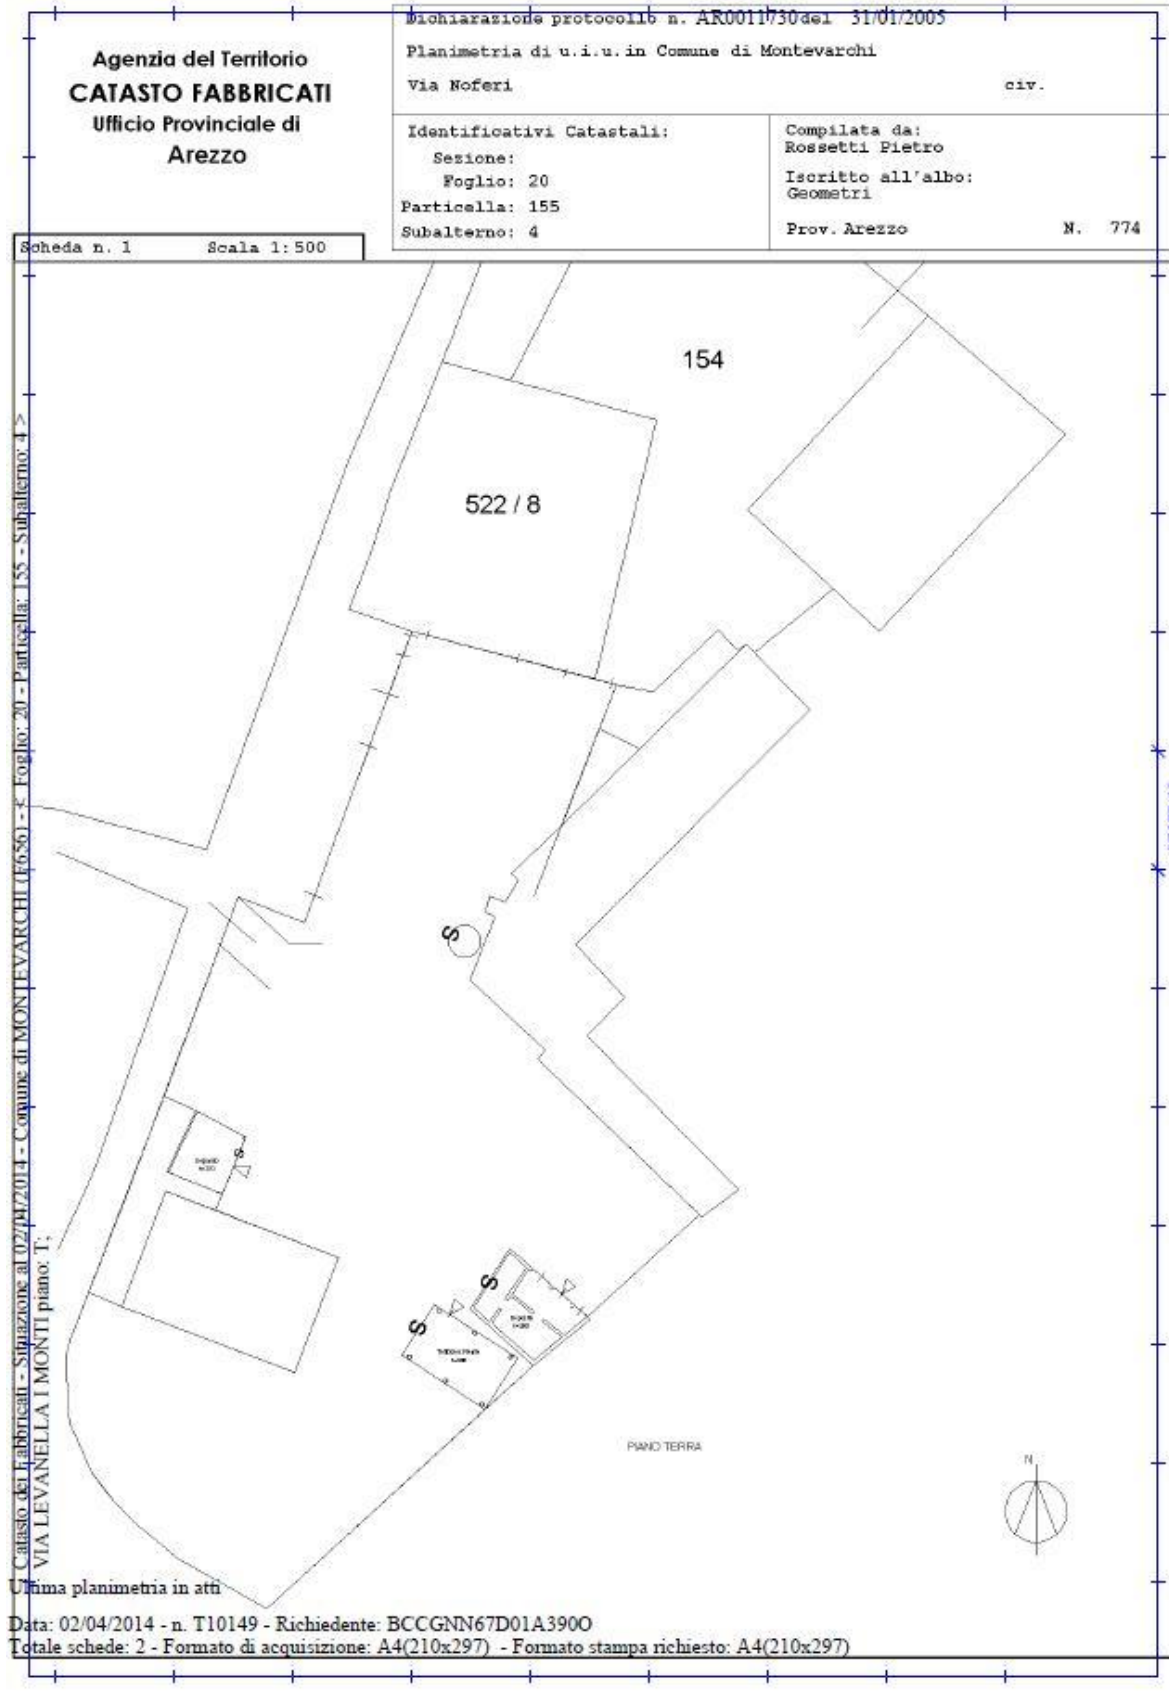 Agenzia del Territorio
CATASTO FABBRICATI
Ufficio Provinciale di
Arezzo
Dichiarazione protocollo n. AR0011730 del 31/01/2005
Planimetria di u.i.u. in Comune di Montevarchi
Via Noferi civ.
Identificativi Catastali:
Sezione:
Foglio: 20
Particella: 155
Subalterno: 4
Compilata da:
Rossetti Pietro
Iscritto all'albo:
Geometri
Prov. Arezzo N. 774
Scheda n. 1 Scala 1:500
154
522 / 8
S
S
S
S
PIANO TERRA
N
Catasto dei Fabbricati - Situazione al 02/04/2014 - Comune di MONTEVARCHI (F656) - < Foglio: 20 - Particella: 155 - Subalterno: 4 >
VIA LEVANELLA I MONTI piano: T;
Ultima planimetria in atti
Data: 02/04/2014 - n. T10149 - Richiedente: BCCGNN67D01A390O
Totale schede: 2 - Formato di acquisizione: A4(210x297) - Formato stampa richiesto: A4(210x297)